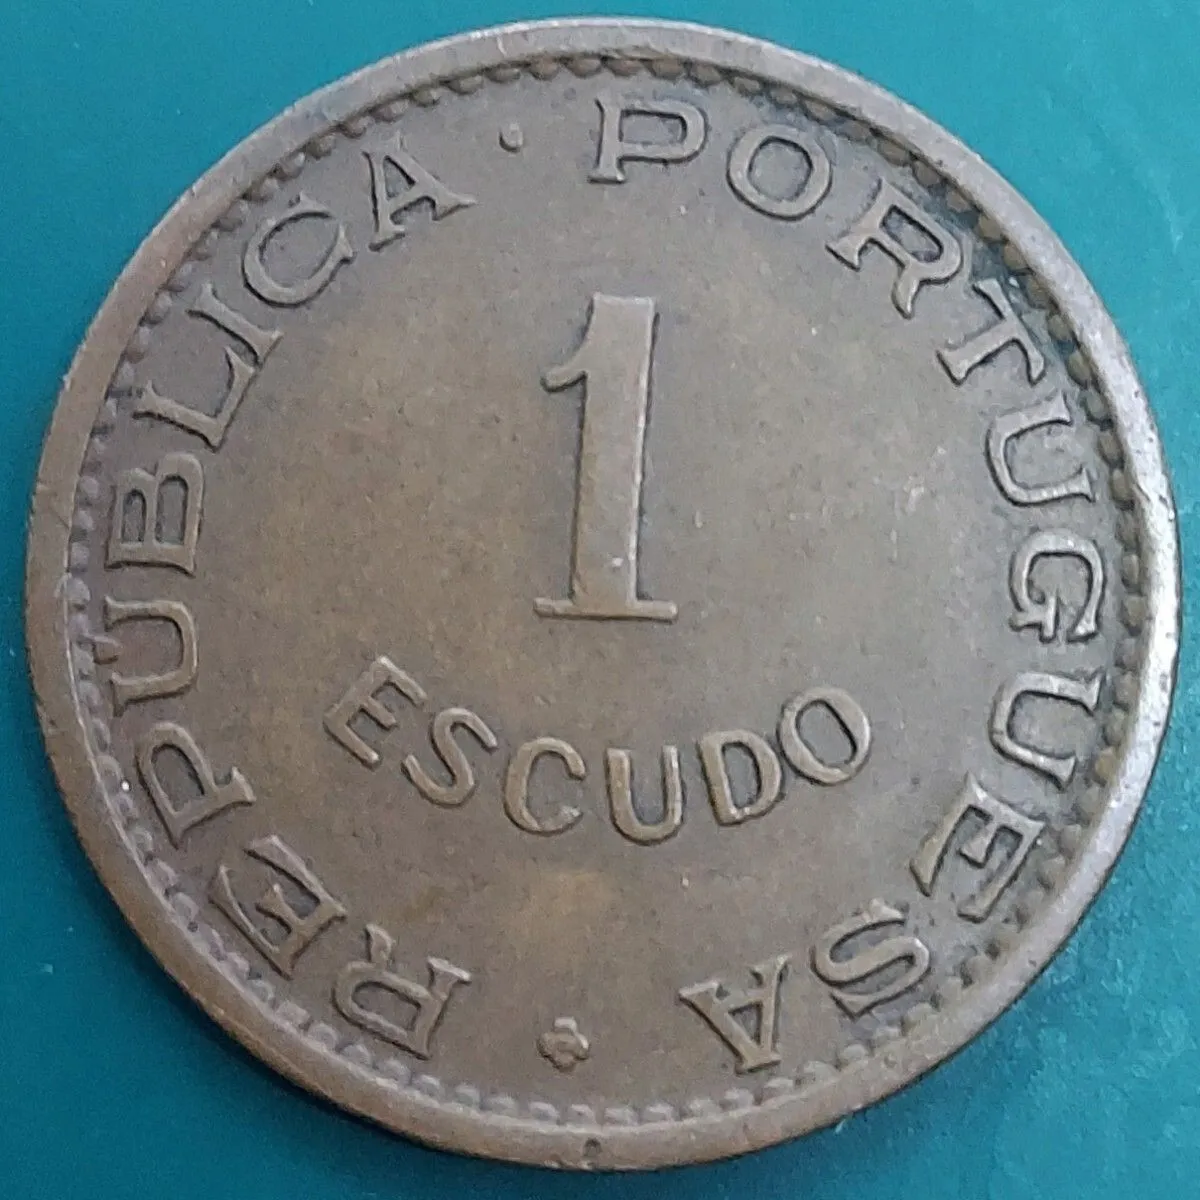 REPÚBLICA · PORTUGUESA
1
ESCUDO